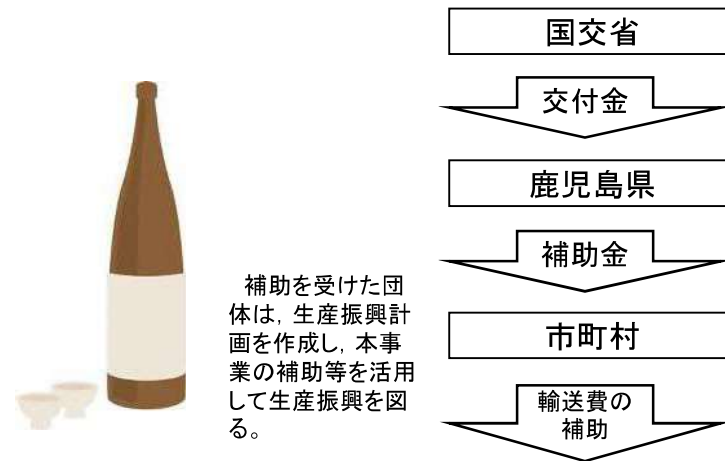 国交省
交付金
鹿児島県
補助金
市町村
輸送費の
補助
補助を受けた団
体は，生産振興計
画を作成し，本事
業の補助等を活用
して生産振興を図
る。